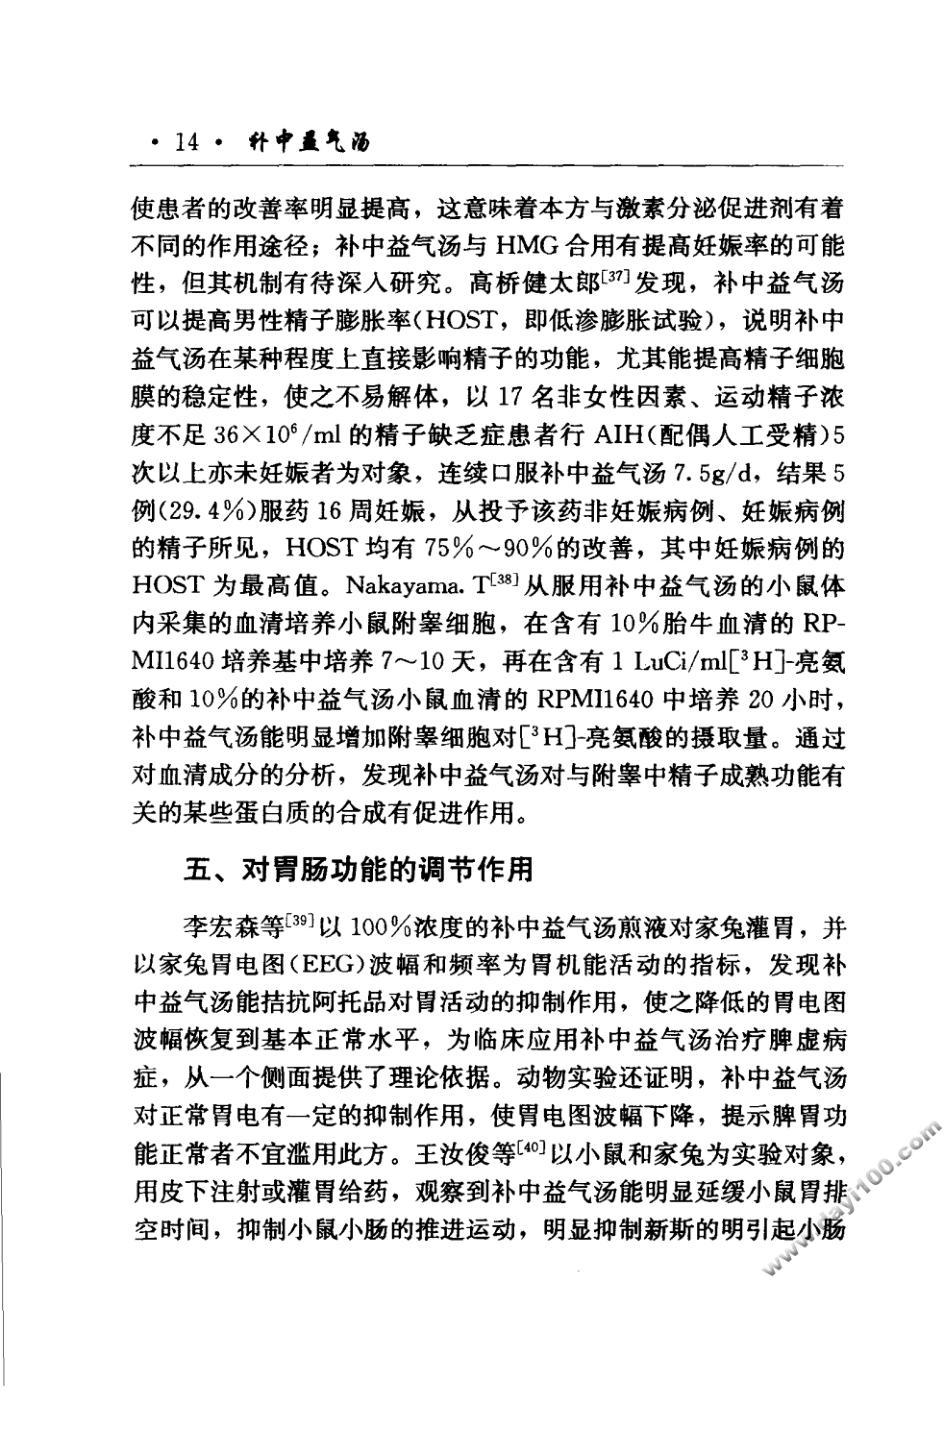 · 14 · 补中益气汤
使患者的改善率明显提高，这意味着本方与激素分泌促进剂有着
不同的作用途径；补中益气汤与 HMG 合用有提高妊娠率的可能
性，但其机制有待深入研究。高桥健太郎[37]发现，补中益气汤
可以提高男性精子膨胀率(HOST，即低渗膨胀试验)，说明补中
益气汤在某种程度上直接影响精子的功能，尤其能提高精子细胞
膜的稳定性，使之不易解体，以 17 名非女性因素、运动精子浓
度不足 36×10⁶/ml 的精子缺乏症患者行 AIH(配偶人工受精)5
次以上亦未妊娠者为对象，连续口服补中益气汤 7.5g/d，结果 5
例(29.4%)服药 16 周妊娠，从投予该药非妊娠病例、妊娠病例
的精子所见，HOST 均有 75%～90%的改善，其中妊娠病例的
HOST 为最高值。Nakayama. T[38]从服用补中益气汤的小鼠体
内采集的血清培养小鼠附睾细胞，在含有 10%胎牛血清的 RP-
MI1640 培养基中培养 7～10 天，再在含有 1 LuCi/ml[³H]-亮氨
酸和 10%的补中益气汤小鼠血清的 RPMI1640 中培养 20 小时，
补中益气汤能明显增加附睾细胞对[³H]-亮氨酸的摄取量。通过
对血清成分的分析，发现补中益气汤对与附睾中精子成熟功能有
关的某些蛋白质的合成有促进作用。
五、对胃肠功能的调节作用
李宏森等[39]以 100%浓度的补中益气汤煎液对家兔灌胃，并
以家兔胃电图(EEG)波幅和频率为胃机能活动的指标，发现补
中益气汤能拮抗阿托品对胃活动的抑制作用，使之降低的胃电图
波幅恢复到基本正常水平，为临床应用补中益气汤治疗脾虚病
症，从一个侧面提供了理论依据。动物实验还证明，补中益气汤
对正常胃电有一定的抑制作用，使胃电图波幅下降，提示脾胃功
能正常者不宜滥用此方。王汝俊等[40]以小鼠和家兔为实验对象，
用皮下注射或灌胃给药，观察到补中益气汤能明显延缓小鼠胃排
空时间，抑制小鼠小肠的推进运动，明显抑制新斯的明引起小肠
www.dayi100.com